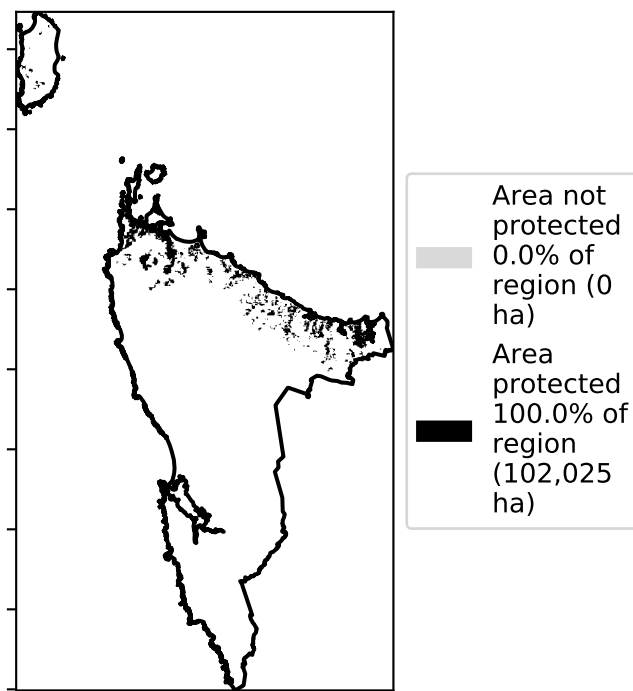 Area not
protected
0.0% of
region (0
ha)
Area
protected
100.0% of
region
(102,025
ha)